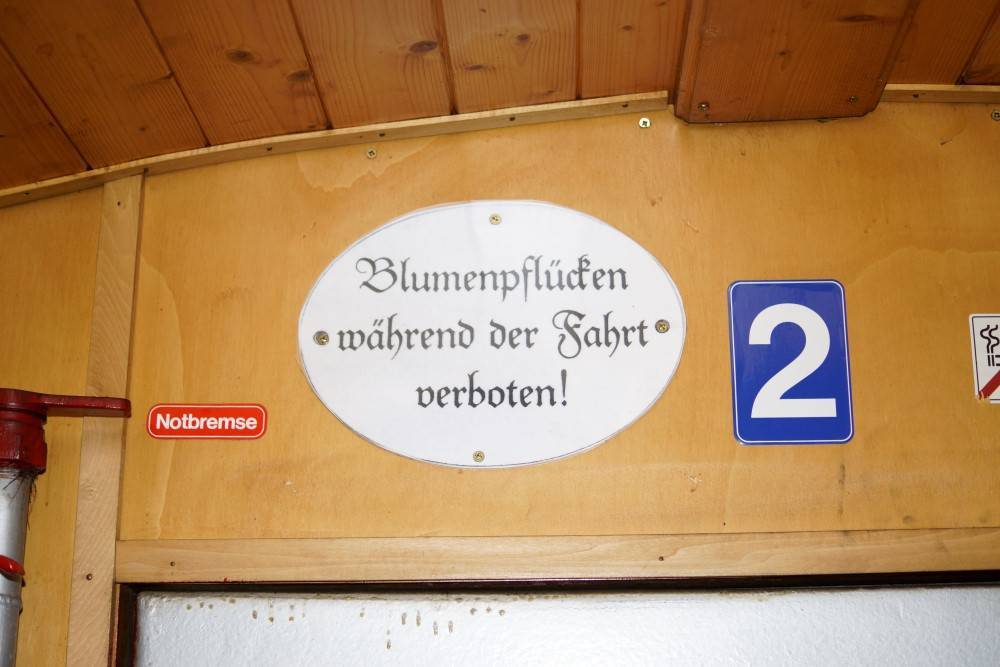 Blumenpflücken
während der Fahrt
verboten!
Notbremse
2